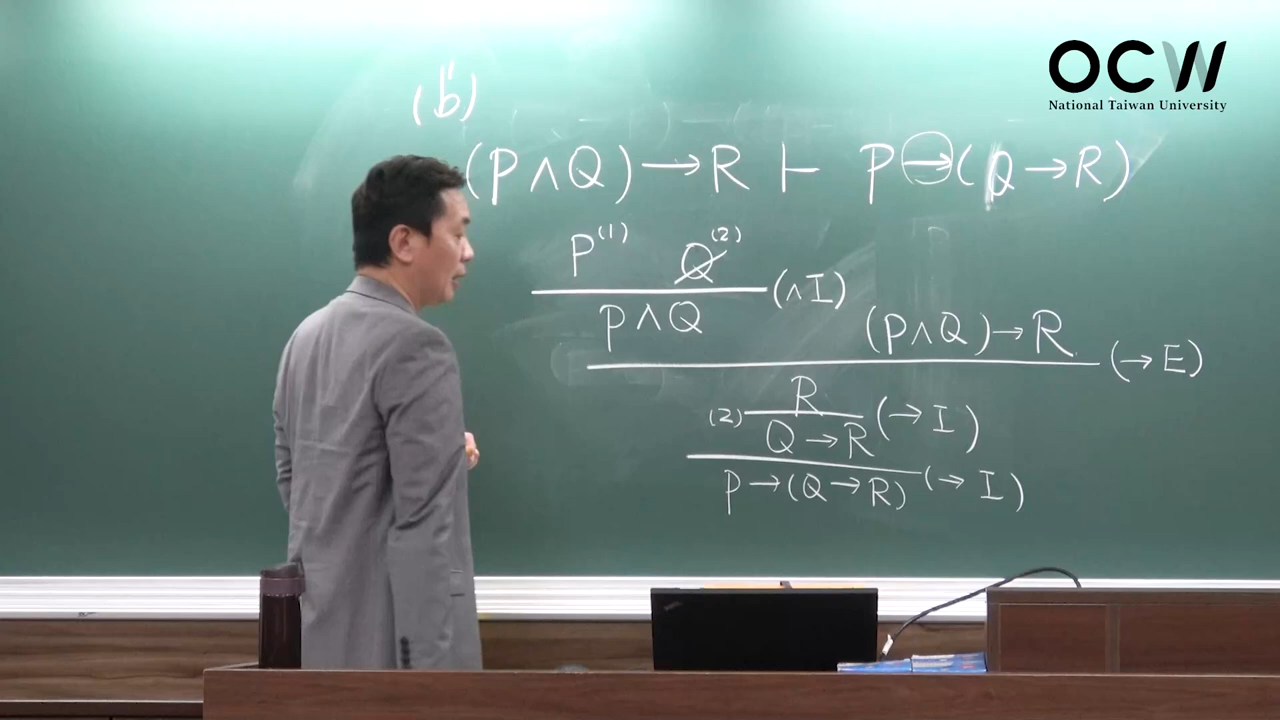 OCW
National Taiwan University
(b)
(P∧Q)→R ⊢ P→(Q→R)
P⁽¹⁾ Q⁽²⁾
(∧I)
P∧Q
(P∧Q)→R
(→E)
R
(2) (→I)
Q→R
P→(Q→R) (→I)